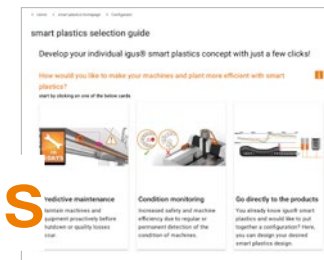 Home > smart plastics homepage > Configurator
smart plastics selection guide
Develop your individual igus® smart plastics concept with just a few clicks!
How would you like to make your machines and plant more efficient with smart
plastics?
start by clicking on one of the below cards
DAYS
S
redictive maintenance
aintain machines and
quipment proactively before
hutdown or quality losses
ccur.
Condition monitoring
Increased safety and machine
efficiency due to regular or
permanent detection of the
condition of machines.
Go directly to the products
You already know igus® smart
plastics and would like to put
together a configuration? Here,
you can design your desired
smart plastics design.